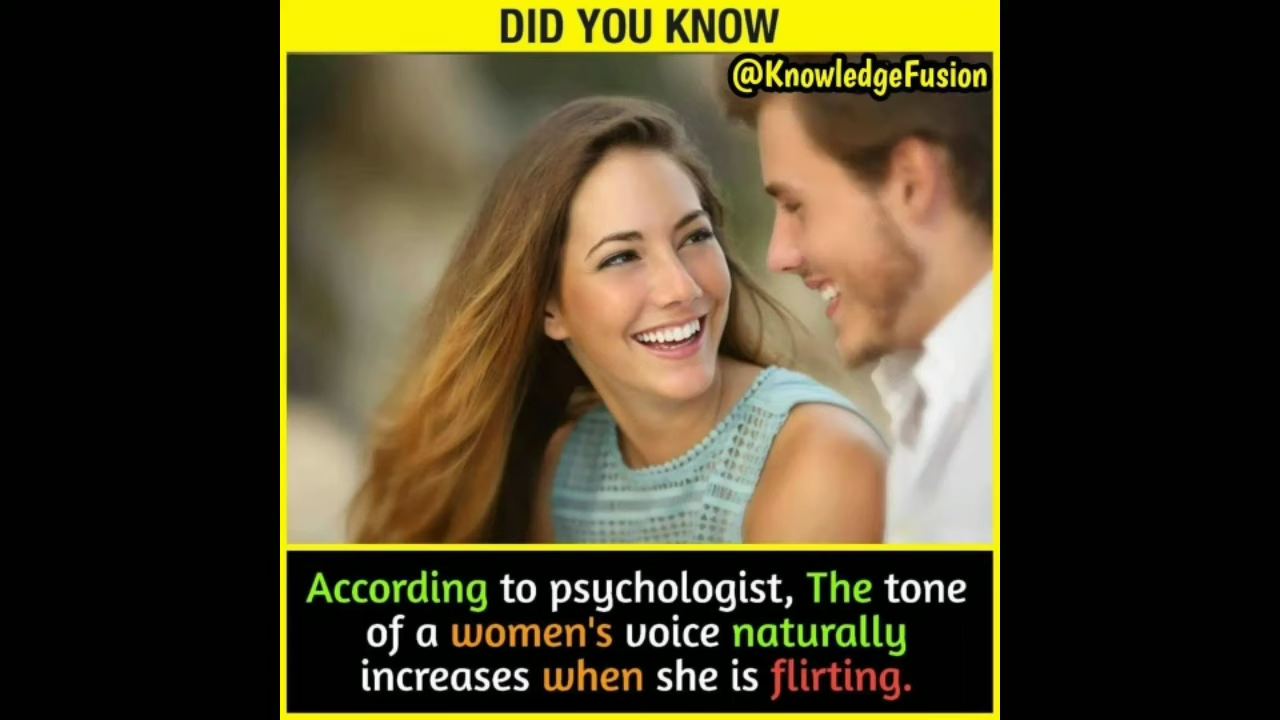 DID YOU KNOW
@KnowledgeFusion
According to psychologist, The tone
of a women's voice naturally
increases when she is flirting.